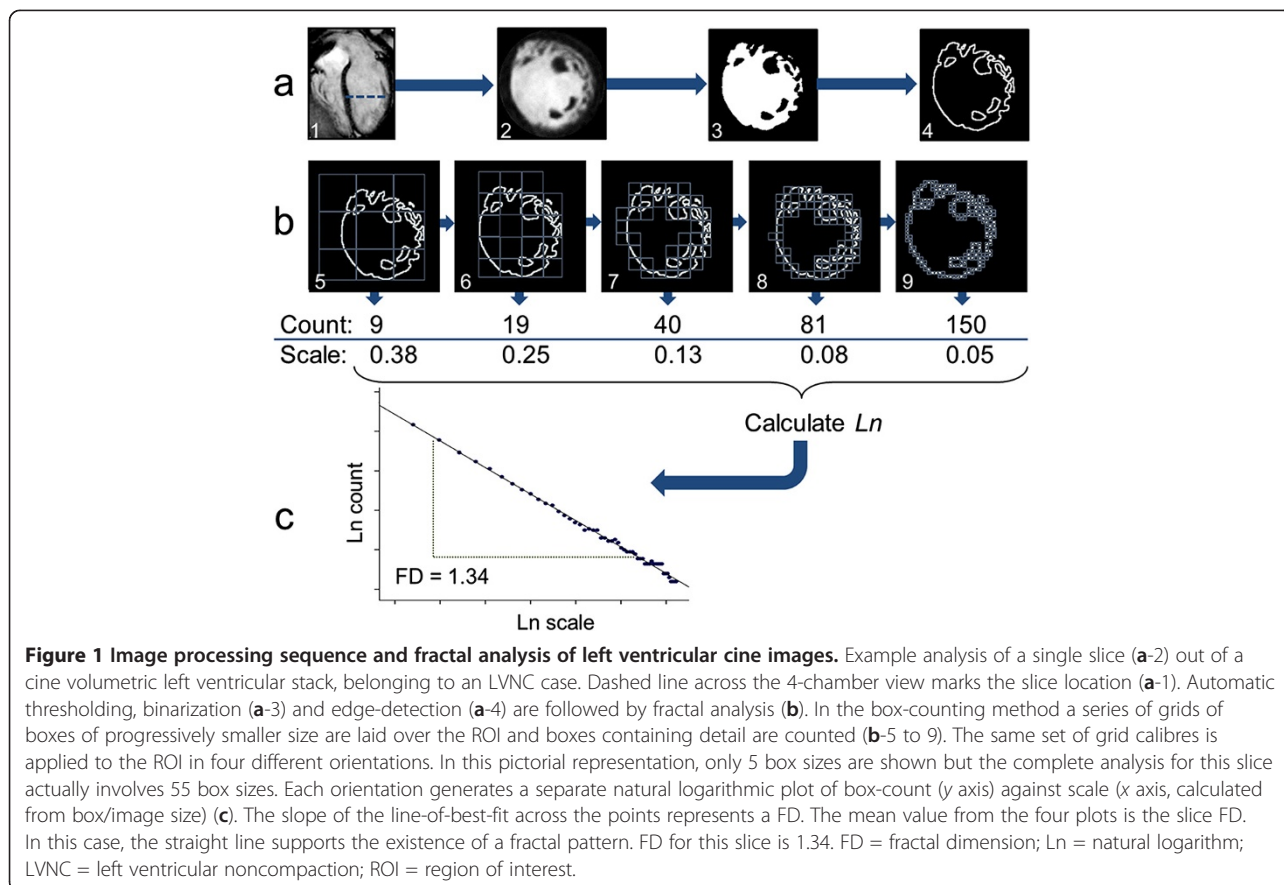 a
1
2
3
4
b
5
6
7
8
9
Count: 9 19 40 81 150
Scale: 0.38 0.25 0.13 0.08 0.05
Calculate Ln
c
Ln count
FD = 1.34
Ln scale
Figure 1 Image processing sequence and fractal analysis of left ventricular cine images. Example analysis of a single slice (a-2) out of a
cine volumetric left ventricular stack, belonging to an LVNC case. Dashed line across the 4-chamber view marks the slice location (a-1). Automatic
thresholding, binarization (a-3) and edge-detection (a-4) are followed by fractal analysis (b). In the box-counting method a series of grids of
boxes of progressively smaller size are laid over the ROI and boxes containing detail are counted (b-5 to 9). The same set of grid calibres is
applied to the ROI in four different orientations. In this pictorial representation, only 5 box sizes are shown but the complete analysis for this slice
actually involves 55 box sizes. Each orientation generates a separate natural logarithmic plot of box-count (y axis) against scale (x axis, calculated
from box/image size) (c). The slope of the line-of-best-fit across the points represents a FD. The mean value from the four plots is the slice FD.
In this case, the straight line supports the existence of a fractal pattern. FD for this slice is 1.34. FD = fractal dimension; Ln = natural logarithm;
LVNC = left ventricular noncompaction; ROI = region of interest.